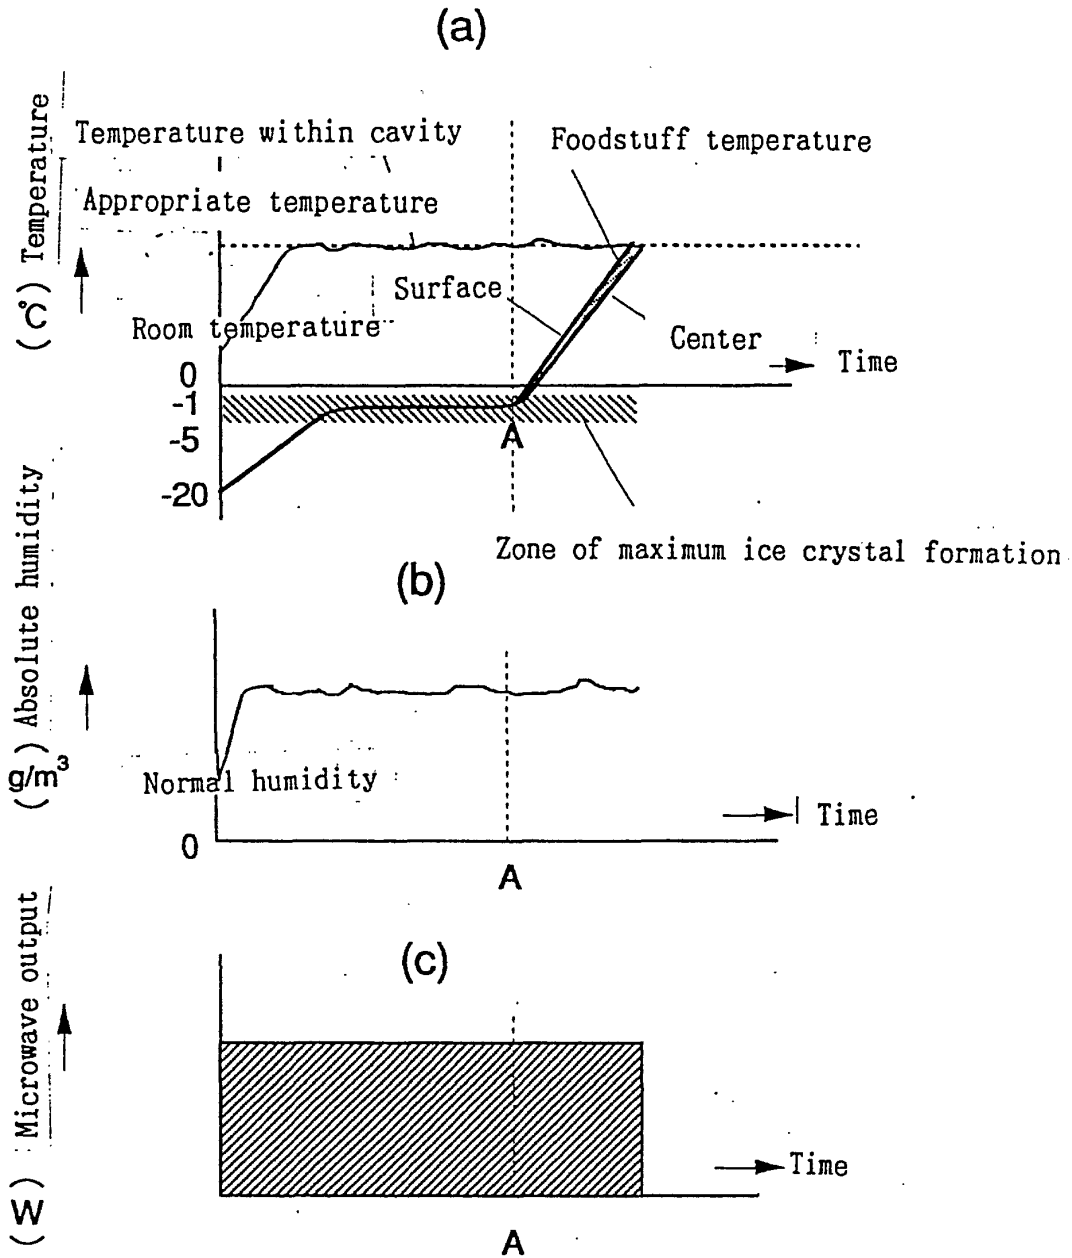 (a)
(°C) Temperature
Temperature within cavity
Foodstuff temperature
Appropriate temperature
Surface
Room temperature
Center
Time
0
-1
-5
A
-20
Zone of maximum ice crystal formation
(b)
(g/m³) Absolute humidity
Normal humidity
Time
0
A
(c)
(W) Microwave output
Time
A